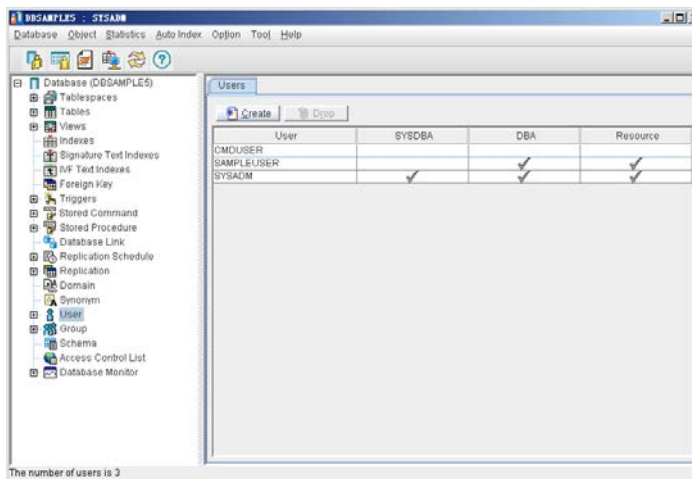 DBSAMPLE5 : SYSADM
Database Object Statistics Auto Index Option Tool Help
Database (DBSAMPLE5)
Tablespaces
Tables
Views
Indexes
Signature Text Indexes
IVF Text Indexes
Foreign Key
Triggers
Stored Command
Stored Procedure
Database Link
Replication Schedule
Replication
Domain
Synonym
User
Group
Schema
Access Control List
Database Monitor
Users
Create Drop
User SYSDBA DBA Resource
CMDUSER
SAMPLEUSER
SYSADM
The number of users is 3